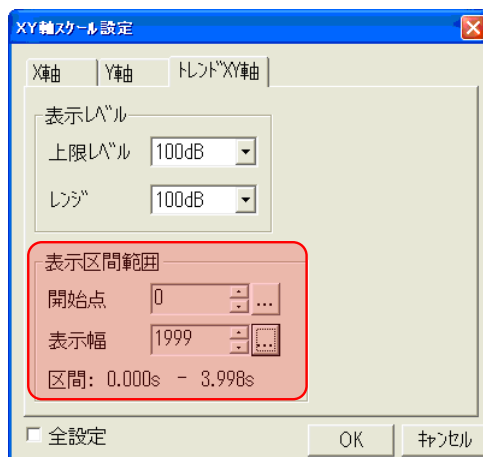 XY軸スケール設定
X軸 Y軸 トレンドXY軸
表示レベル
上限レベル 100dB
レンジ 100dB
表示区間範囲
開始点 0 ...
表示幅 1999 ...
区間: 0.000s － 3.998s
全設定 OK キャンセル